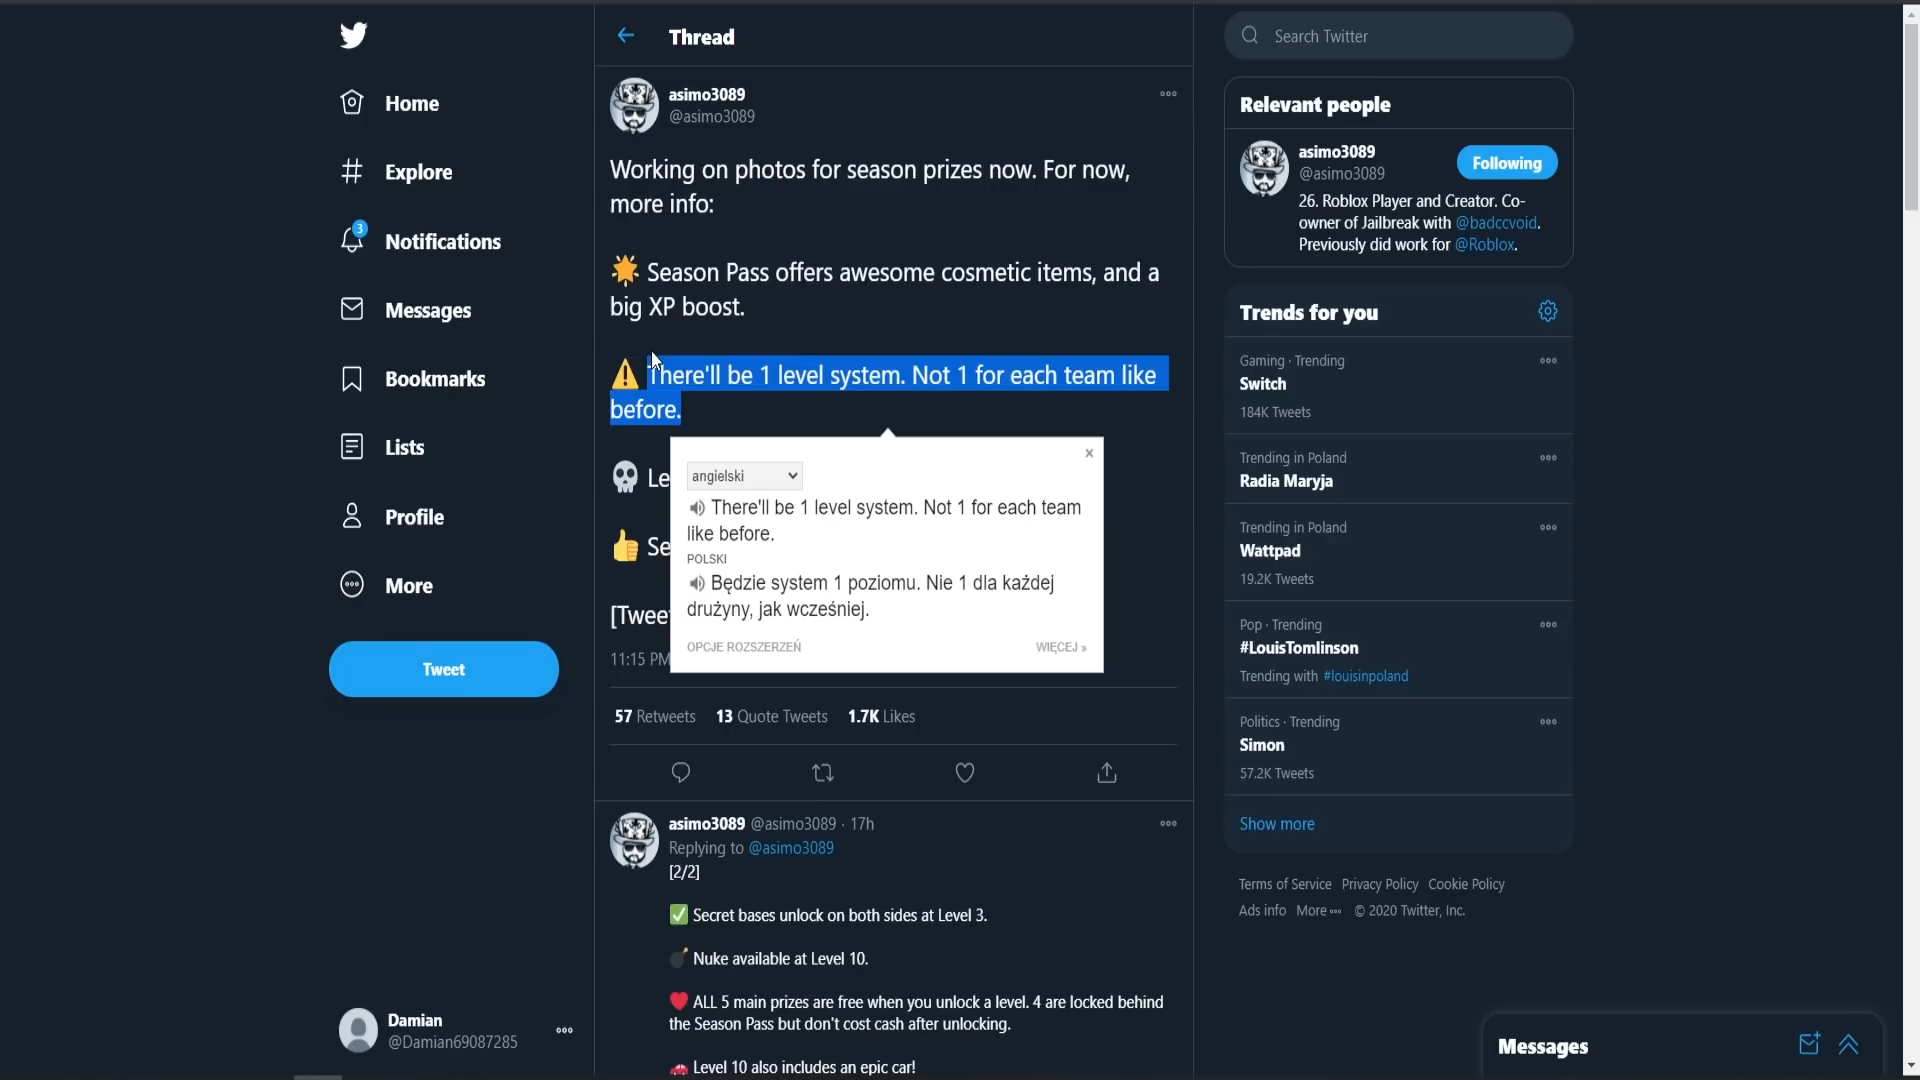 Home
Explore
3
Notifications
Messages
Bookmarks
Lists
Profile
More
Tweet
Damian
@Damian69087285
Thread
asimo3089
@asimo3089
Working on photos for season prizes now. For now,
more info:
Season Pass offers awesome cosmetic items, and a
big XP boost.
There'll be 1 level system. Not 1 for each team like
before.
Le
Se
[Twee
11:15 PM
angielski
There'll be 1 level system. Not 1 for each team
like before.
POLSKI
Będzie system 1 poziomu. Nie 1 dla każdej
drużyny, jak wcześniej.
OPCJE ROZSZERZEŃ
WIĘCEJ »
57 Retweets 13 Quote Tweets 1.7K Likes
asimo3089 @asimo3089 · 17h
Replying to @asimo3089
[2/2]
Secret bases unlock on both sides at Level 3.
Nuke available at Level 10.
ALL 5 main prizes are free when you unlock a level. 4 are locked behind
the Season Pass but don't cost cash after unlocking.
Level 10 also includes an epic car!
Search Twitter
Relevant people
asimo3089
@asimo3089
Following
26. Roblox Player and Creator. Co-
owner of Jailbreak with @badccvoid.
Previously did work for @Roblox.
Trends for you
Gaming · Trending
Switch
184K Tweets
Trending in Poland
Radia Maryja
Trending in Poland
Wattpad
19.2K Tweets
Pop · Trending
#LouisTomlinson
Trending with #louisinpoland
Politics · Trending
Simon
57.2K Tweets
Show more
Terms of Service Privacy Policy Cookie Policy
Ads info More © 2020 Twitter, Inc.
Messages